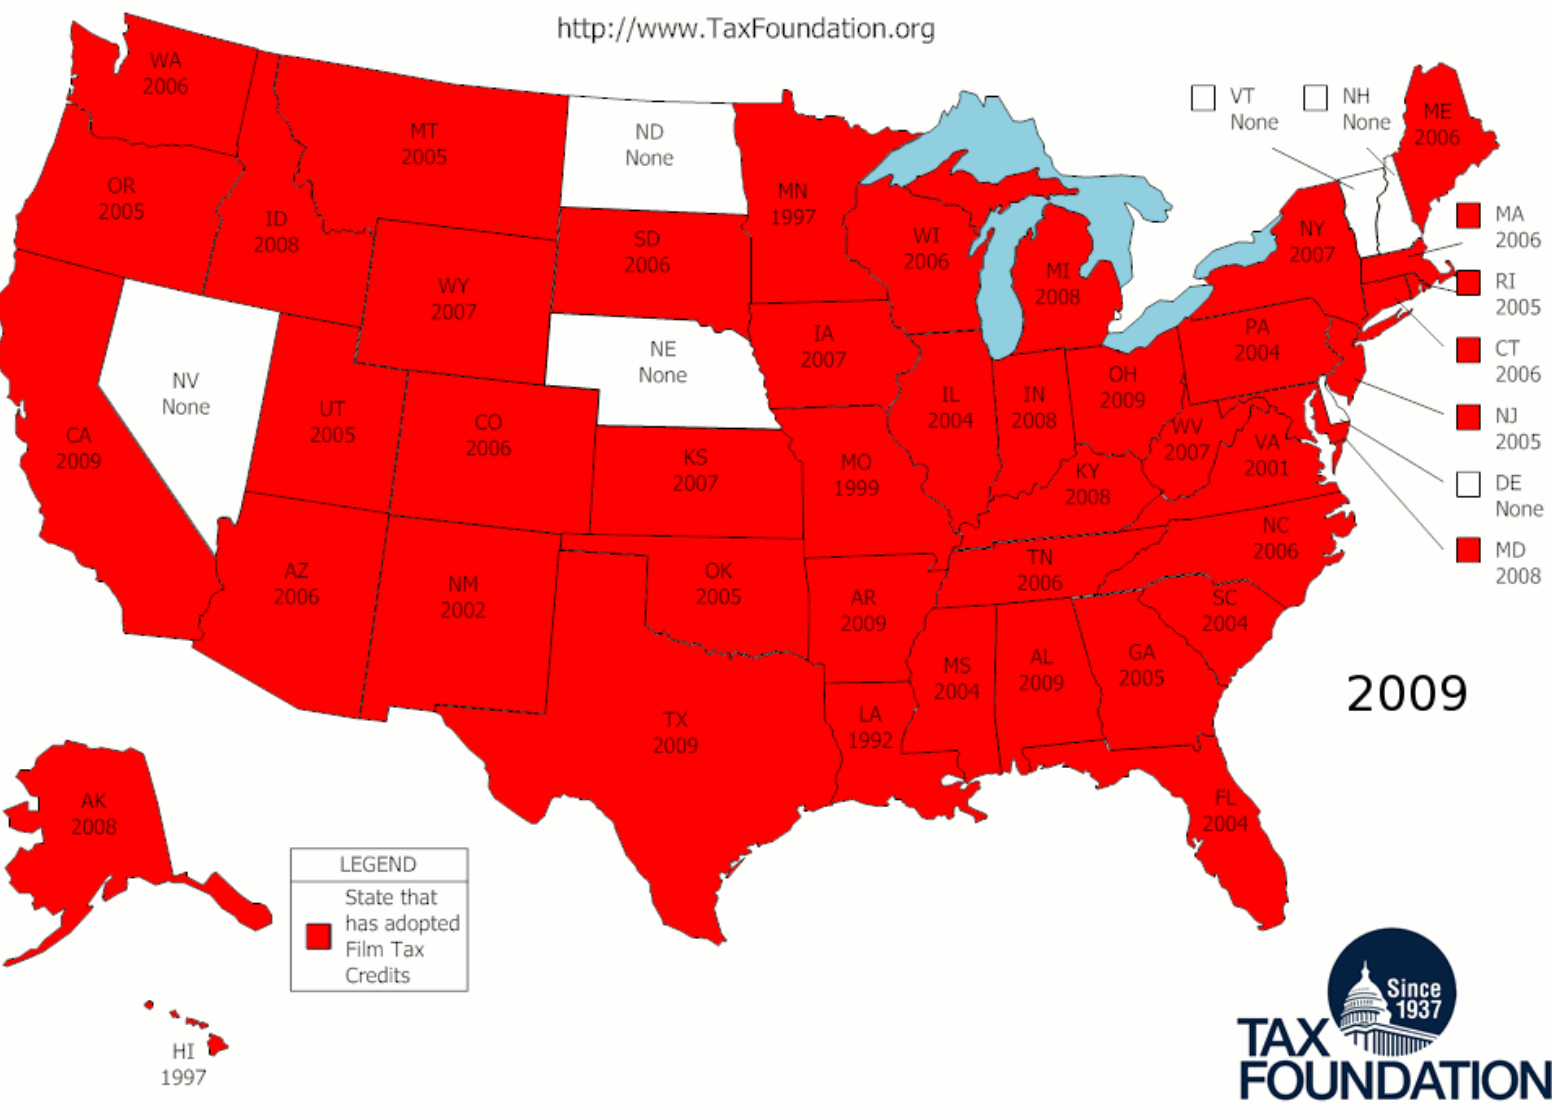 http://www.TaxFoundation.org
WA
2006
MT
2005
ND
None
MN
1997
VT
None
NH
None
ME
2006
OR
2005
ID
2008
SD
2006
WI
2006
MI
2008
NY
2007
MA
2006
RI
2005
WY
2007
IA
2007
NE
None
PA
2004
CT
2006
NV
None
UT
2005
CO
2006
IL
2004
IN
2008
OH
2009
NJ
2005
CA
2009
KS
2007
MO
1999
KY
2008
WV
2007
VA
2001
DE
None
MD
2008
AZ
2006
NM
2002
OK
2005
AR
2009
TN
2006
NC
2006
SC
2004
MS
2004
AL
2009
GA
2005
2009
TX
2009
LA
1992
FL
2004
AK
2008
HI
1997
LEGEND
State that
has adopted
Film Tax
Credits
Since
1937
TAX
FOUNDATION